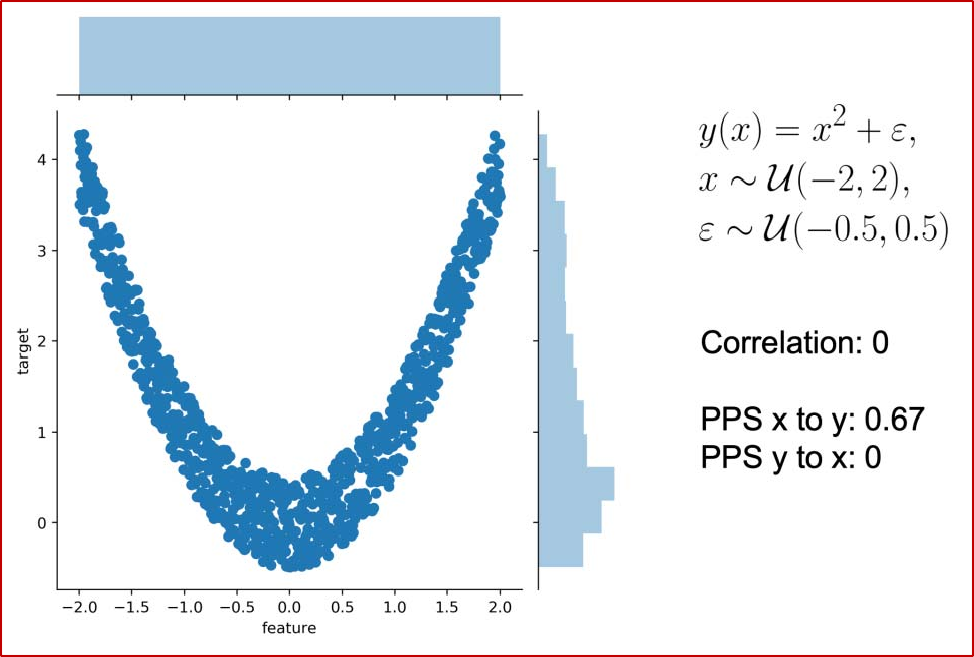 4
3
2
1
0
target
−2.0 −1.5 −1.0 −0.5 0.0 0.5 1.0 1.5 2.0
feature
y(x) = x² + ε,
x ∼ 𝒰(−2, 2),
ε ∼ 𝒰(−0.5, 0.5)
Correlation: 0
PPS x to y: 0.67
PPS y to x: 0